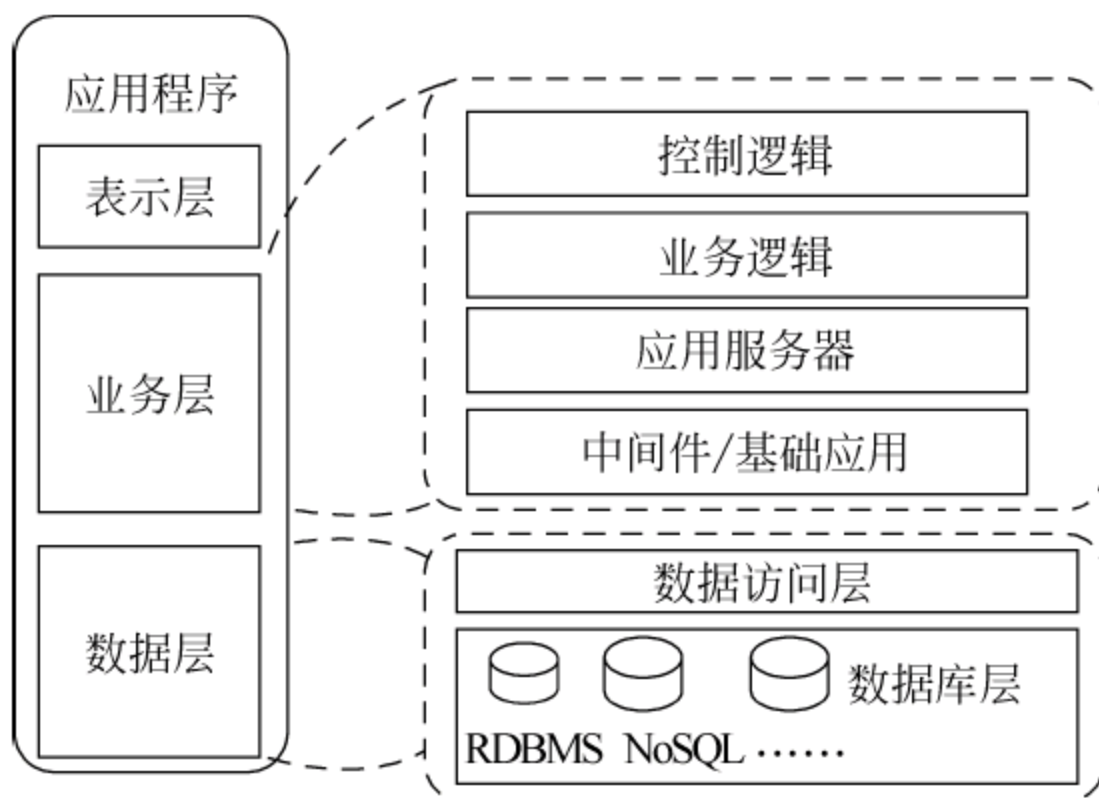 应用程序
表示层
业务层
数据层
控制逻辑
业务逻辑
应用服务器
中间件/基础应用
数据访问层
数据库层
RDBMS NoSQL ……